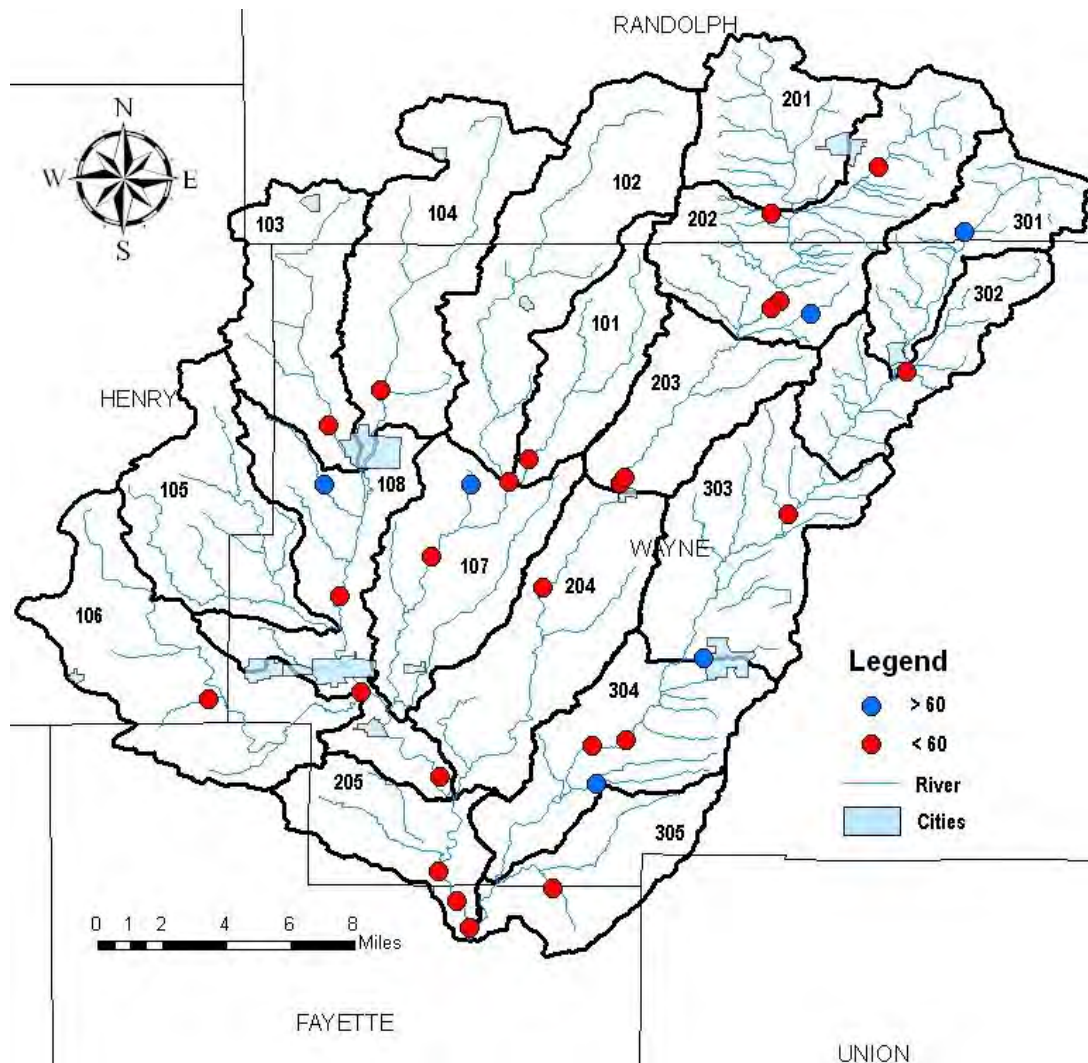 RANDOLPH
N
W E
S
201
102
104
103
202
301
302
101
203
HENRY
108
105
303
107
WAYNE
204
106
304
205
305
Legend
> 60
< 60
River
Cities
0 1 2 4 6 8
Miles
FAYETTE
UNION